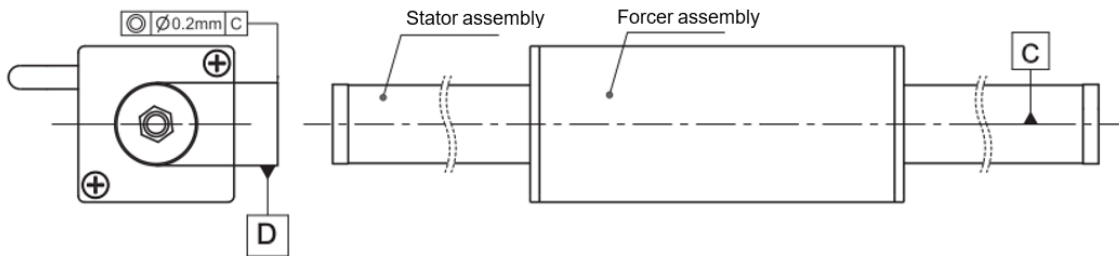 ◎ Ø0.2mm C
Stator assembly
Forcer assembly
C
D